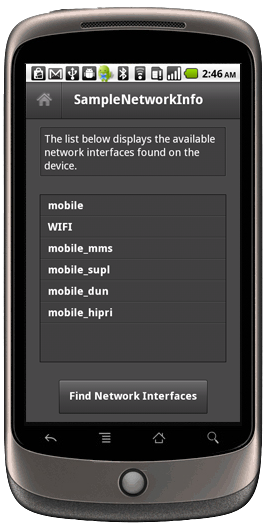 2:46 AM
SampleNetworkInfo
The list below displays the available
network interfaces found on the
device.
mobile
WIFI
mobile_mms
mobile_supl
mobile_dun
mobile_hipri
Find Network Interfaces